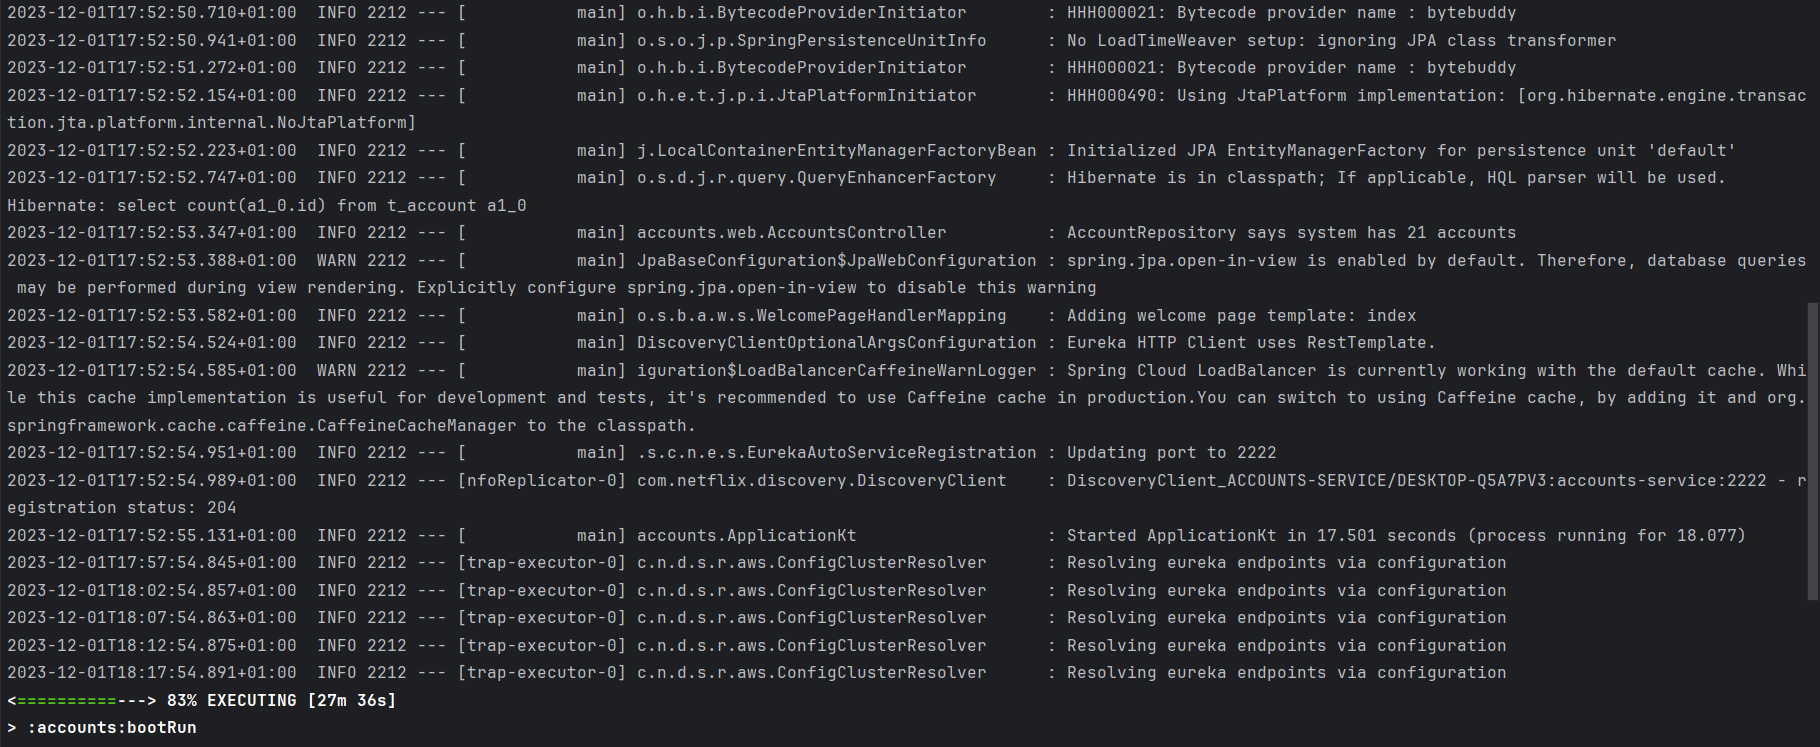 2023-12-01T17:52:50.710+01:00  INFO 2212 --- [           main] o.h.b.i.BytecodeProviderInitiator        : HHH000021: Bytecode provider name : bytebuddy
2023-12-01T17:52:50.941+01:00  INFO 2212 --- [           main] o.s.o.j.p.SpringPersistenceUnitInfo      : No LoadTimeWeaver setup: ignoring JPA class transformer
2023-12-01T17:52:51.272+01:00  INFO 2212 --- [           main] o.h.b.i.BytecodeProviderInitiator        : HHH000021: Bytecode provider name : bytebuddy
2023-12-01T17:52:52.154+01:00  INFO 2212 --- [           main] o.h.e.t.j.p.i.JtaPlatformInitiator       : HHH000490: Using JtaPlatform implementation: [org.hibernate.engine.transac
tion.jta.platform.internal.NoJtaPlatform]
2023-12-01T17:52:52.223+01:00  INFO 2212 --- [           main] j.LocalContainerEntityManagerFactoryBean : Initialized JPA EntityManagerFactory for persistence unit 'default'
2023-12-01T17:52:52.747+01:00  INFO 2212 --- [           main] o.s.d.j.r.query.QueryEnhancerFactory     : Hibernate is in classpath; If applicable, HQL parser will be used.
Hibernate: select count(a1_0.id) from t_account a1_0
2023-12-01T17:52:53.347+01:00  INFO 2212 --- [           main] accounts.web.AccountsController          : AccountRepository says system has 21 accounts
2023-12-01T17:52:53.388+01:00  WARN 2212 --- [           main] JpaBaseConfiguration$JpaWebConfiguration : spring.jpa.open-in-view is enabled by default. Therefore, database queries
 may be performed during view rendering. Explicitly configure spring.jpa.open-in-view to disable this warning
2023-12-01T17:52:53.582+01:00  INFO 2212 --- [           main] o.s.b.a.w.s.WelcomePageHandlerMapping    : Adding welcome page template: index
2023-12-01T17:52:54.524+01:00  INFO 2212 --- [           main] DiscoveryClientOptionalArgsConfiguration : Eureka HTTP Client uses RestTemplate.
2023-12-01T17:52:54.585+01:00  WARN 2212 --- [           main] iguration$LoadBalancerCaffeineWarnLogger : Spring Cloud LoadBalancer is currently working with the default cache. Whi
le this cache implementation is useful for development and tests, it's recommended to use Caffeine cache in production.You can switch to using Caffeine cache, by adding it and org.
springframework.cache.caffeine.CaffeineCacheManager to the classpath.
2023-12-01T17:52:54.951+01:00  INFO 2212 --- [           main] .s.c.n.e.s.EurekaAutoServiceRegistration : Updating port to 2222
2023-12-01T17:52:54.989+01:00  INFO 2212 --- [nfoReplicator-0] com.netflix.discovery.DiscoveryClient    : DiscoveryClient_ACCOUNTS-SERVICE/DESKTOP-Q5A7PV3:accounts-service:2222 - r
egistration status: 204
2023-12-01T17:52:55.131+01:00  INFO 2212 --- [           main] accounts.ApplicationKt                   : Started ApplicationKt in 17.501 seconds (process running for 18.077)
2023-12-01T17:57:54.845+01:00  INFO 2212 --- [trap-executor-0] c.n.d.s.r.aws.ConfigClusterResolver      : Resolving eureka endpoints via configuration
2023-12-01T18:02:54.857+01:00  INFO 2212 --- [trap-executor-0] c.n.d.s.r.aws.ConfigClusterResolver      : Resolving eureka endpoints via configuration
2023-12-01T18:07:54.863+01:00  INFO 2212 --- [trap-executor-0] c.n.d.s.r.aws.ConfigClusterResolver      : Resolving eureka endpoints via configuration
2023-12-01T18:12:54.875+01:00  INFO 2212 --- [trap-executor-0] c.n.d.s.r.aws.ConfigClusterResolver      : Resolving eureka endpoints via configuration
2023-12-01T18:17:54.891+01:00  INFO 2212 --- [trap-executor-0] c.n.d.s.r.aws.ConfigClusterResolver      : Resolving eureka endpoints via configuration
<==========---> 83% EXECUTING [27m 36s]
> :accounts:bootRun